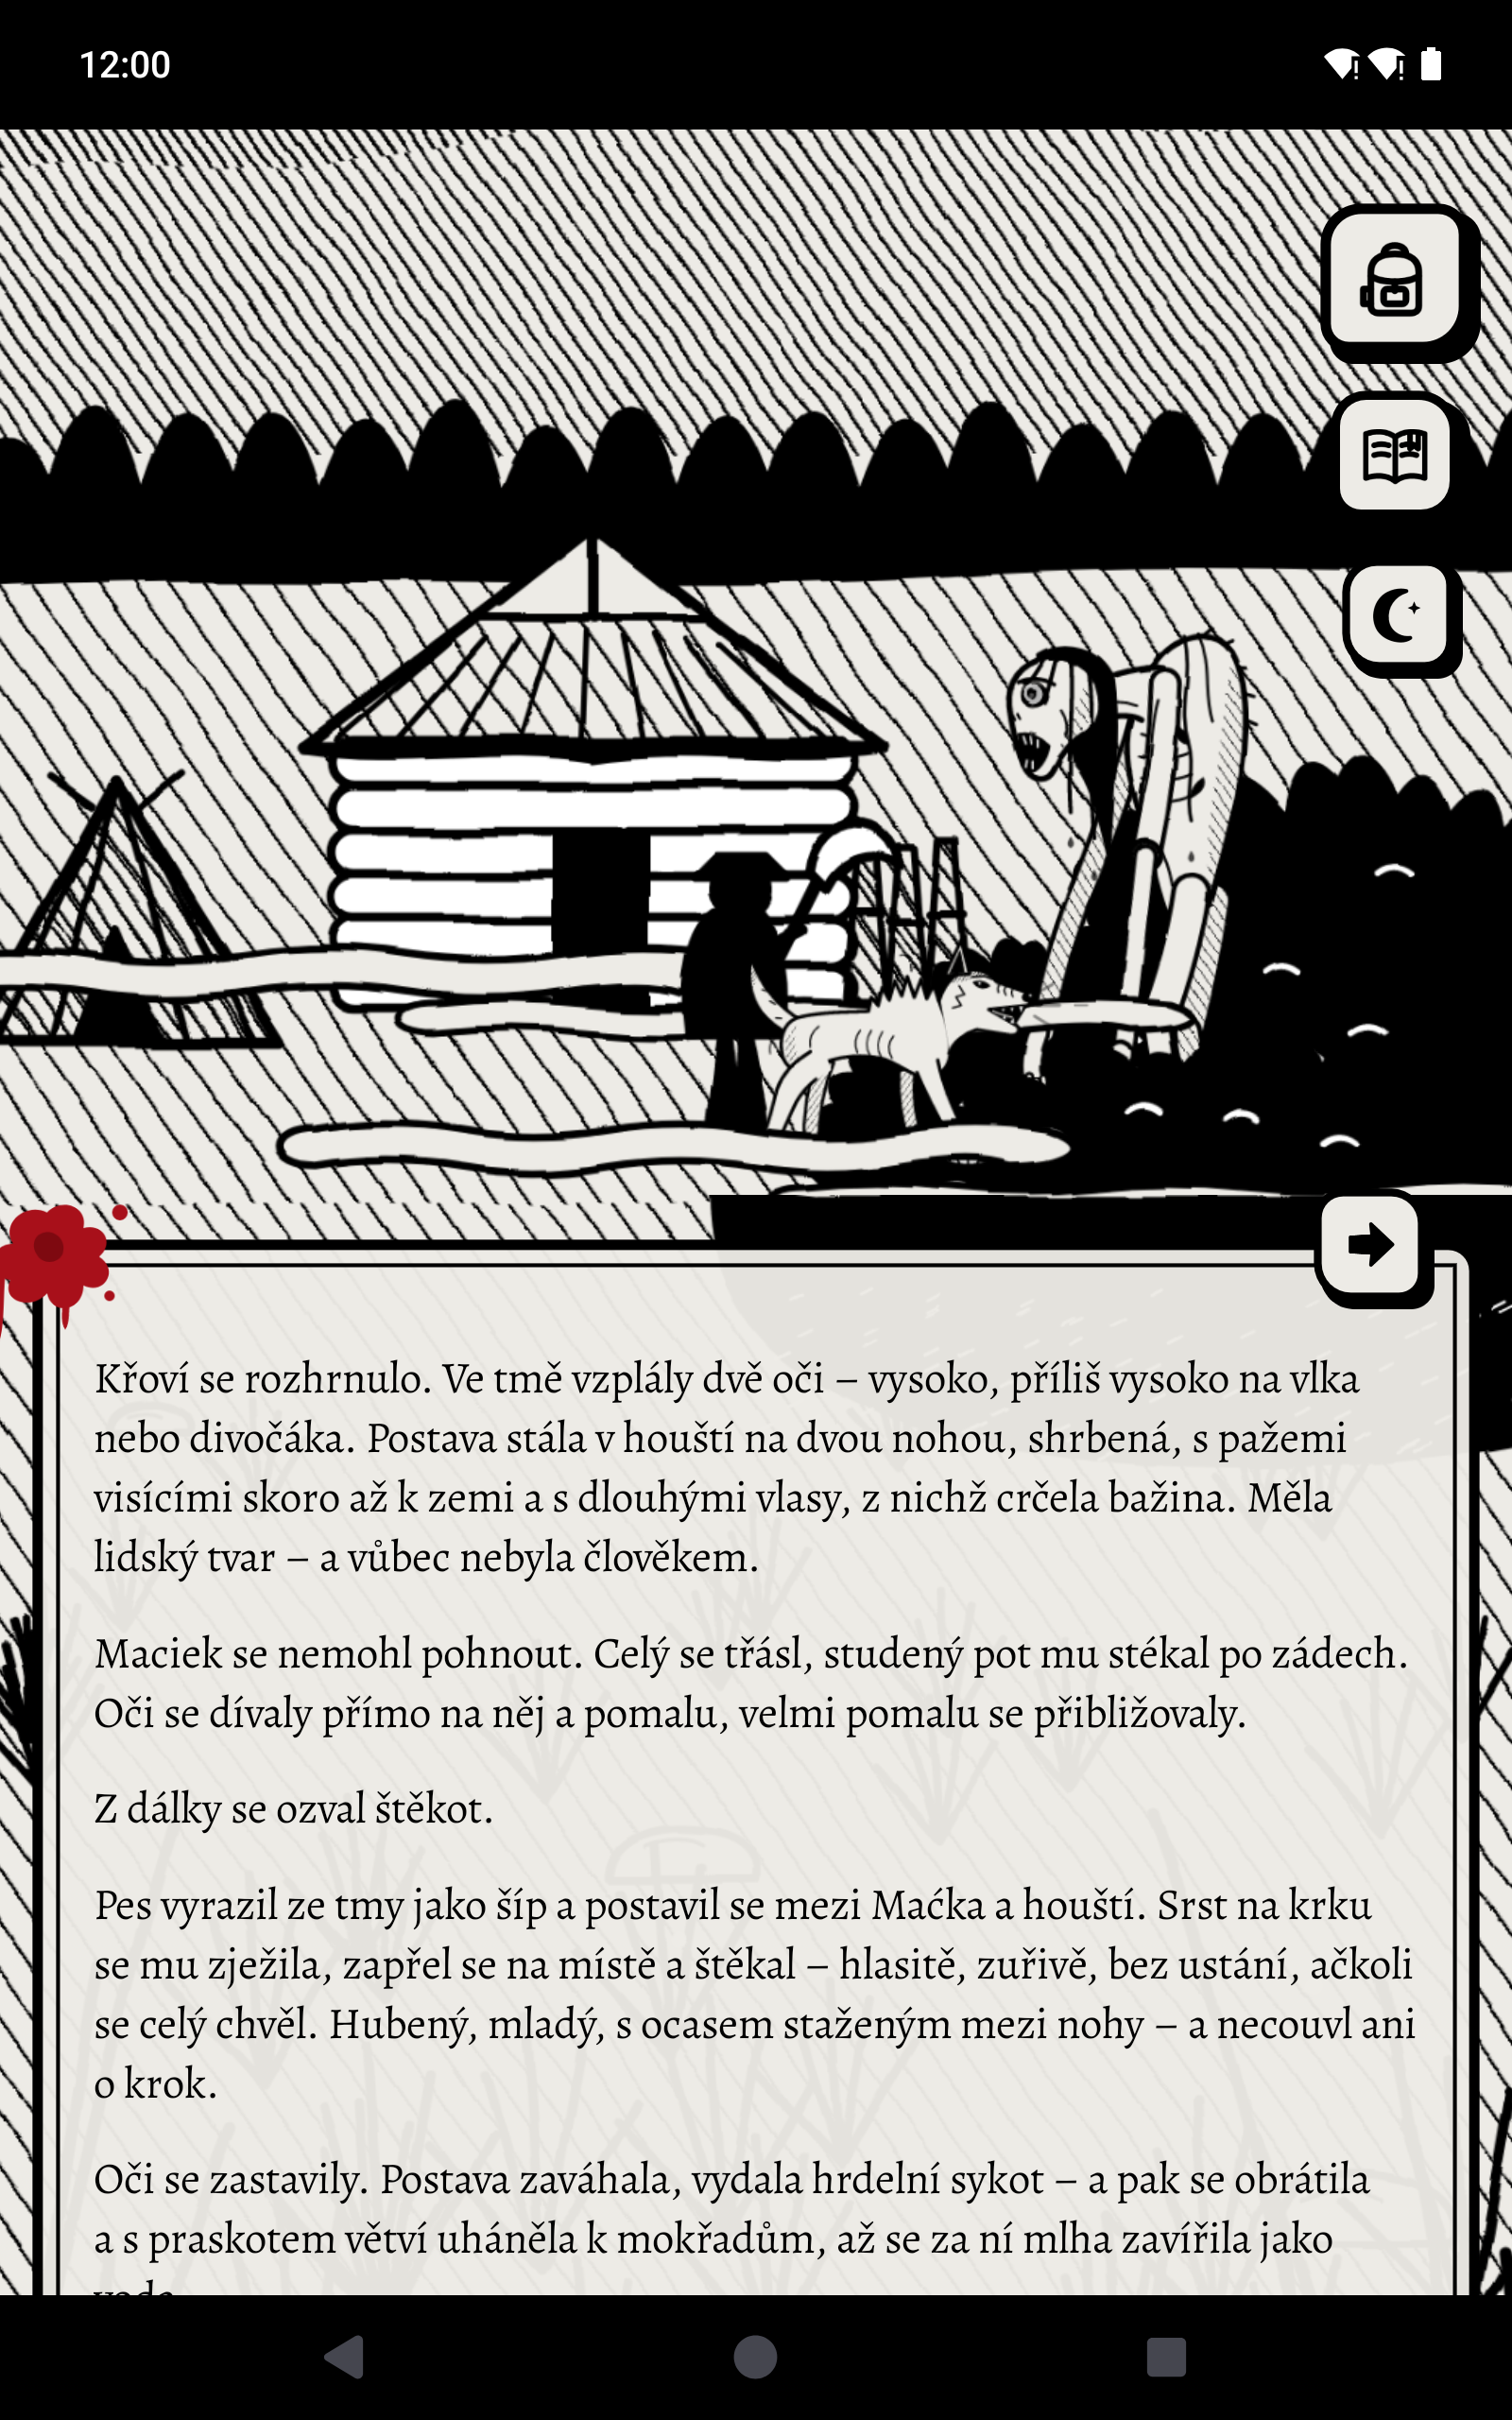 12:00
Křoví se rozhrnulo. Ve tmě vzplály dvě oči – vysoko, příliš vysoko na vlka
nebo divočáka. Postava stála v houští na dvou nohou, shrbená, s pažemi
visícími skoro až k zemi a s dlouhými vlasy, z nichž crčela bažina. Měla
lidský tvar – a vůbec nebyla člověkem.
Maciek se nemohl pohnout. Celý se třásl, studený pot mu stékal po zádech.
Oči se dívaly přímo na něj a pomalu, velmi pomalu se přibližovaly.
Z dálky se ozval štěkot.
Pes vyrazil ze tmy jako šíp a postavil se mezi Maćka a houští. Srst na krku
se mu zježila, zapřel se na místě a štěkal – hlasitě, zuřivě, bez ustání, ačkoli
se celý chvěl. Hubený, mladý, s ocasem staženým mezi nohy – a necouvl ani
o krok.
Oči se zastavily. Postava zaváhala, vydala hrdelní sykot – a pak se obrátila
a s praskotem větví uháněla k mokřadům, až se za ní mlha zavířila jako